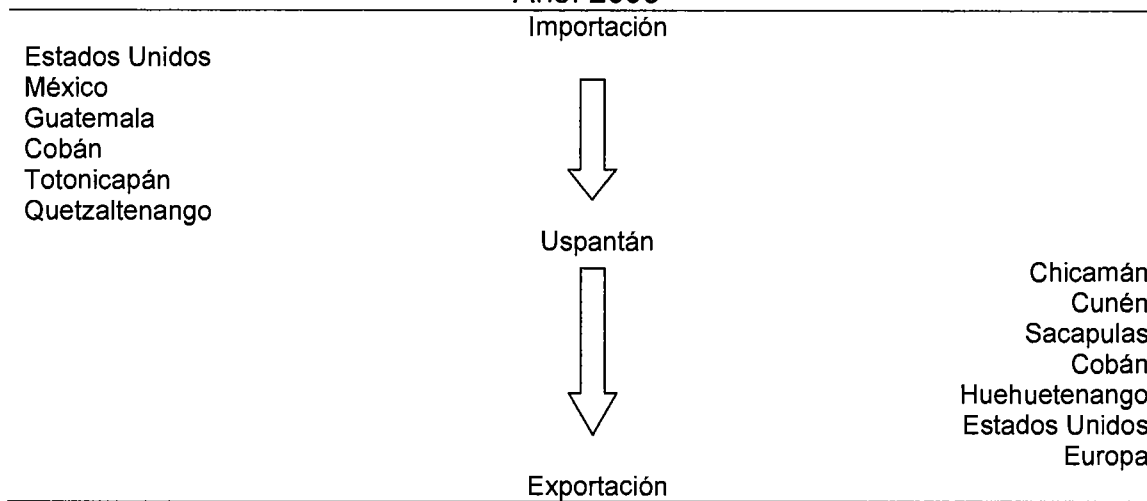 Importación
Estados Unidos
México
Guatemala
Cobán
Totonicapán
Quetzaltenango
Uspantán
Chicamán
Cunén
Sacapulas
Cobán
Huehuetenango
Estados Unidos
Europa
Exportación